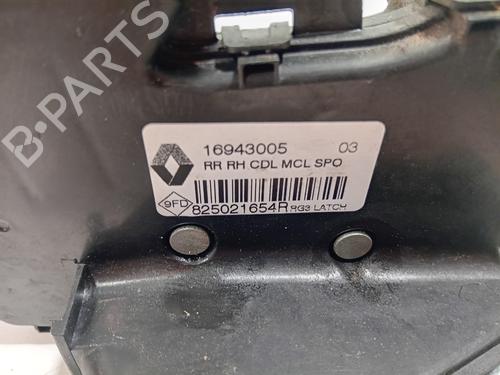 B-PARTS
16943005 03
RR RH CDL MCL SPO
9FD 825021654R RG3 LATCH